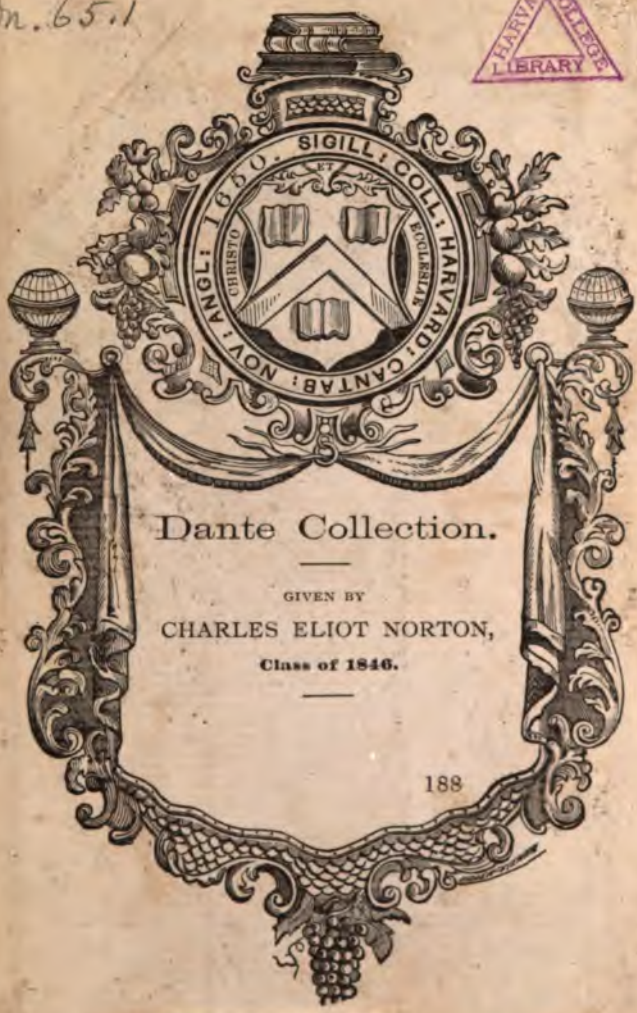 n. 65.1
HARVARD COLLEGE
LIBRARY
SIGILL: COLL: HARVARD: CANTAB: NOV: ANGL: 1650.
CHRISTO
ET
ECCLESIAE
Dante Collection.
GIVEN BY
CHARLES ELIOT NORTON,
Class of 1846.
188